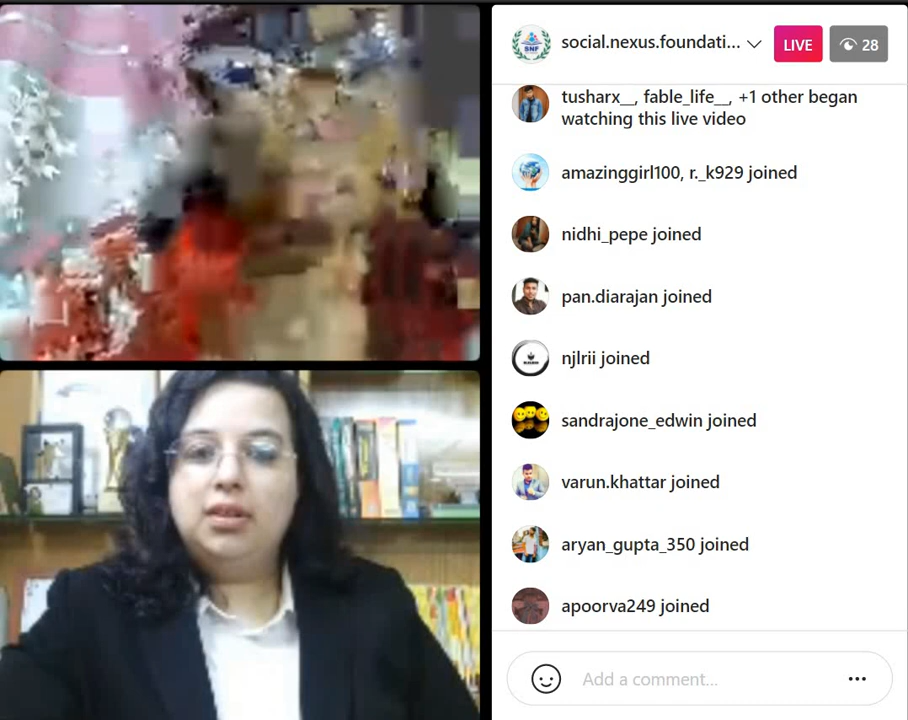 SNF
social.nexus.foundati...
LIVE
28
tusharx__, fable_life__, +1 other began
watching this live video
amazinggirl100, r._k929 joined
nidhi_pepe joined
pan.diarajan joined
njlrii joined
sandrajone_edwin joined
varun.khattar joined
aryan_gupta_350 joined
apoorva249 joined
Add a comment...